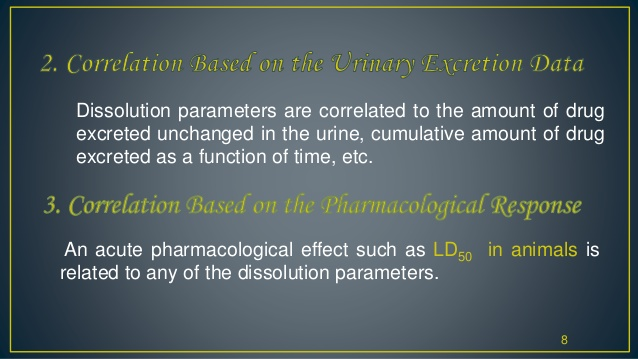 2. Correlation Based on the Urinary Excretion Data
Dissolution parameters are correlated to the amount of drug
excreted unchanged in the urine, cumulative amount of drug
excreted as a function of time, etc.
3. Correlation Based on the Pharmacological Response
An acute pharmacological effect such as LD50 in animals is
related to any of the dissolution parameters.
8